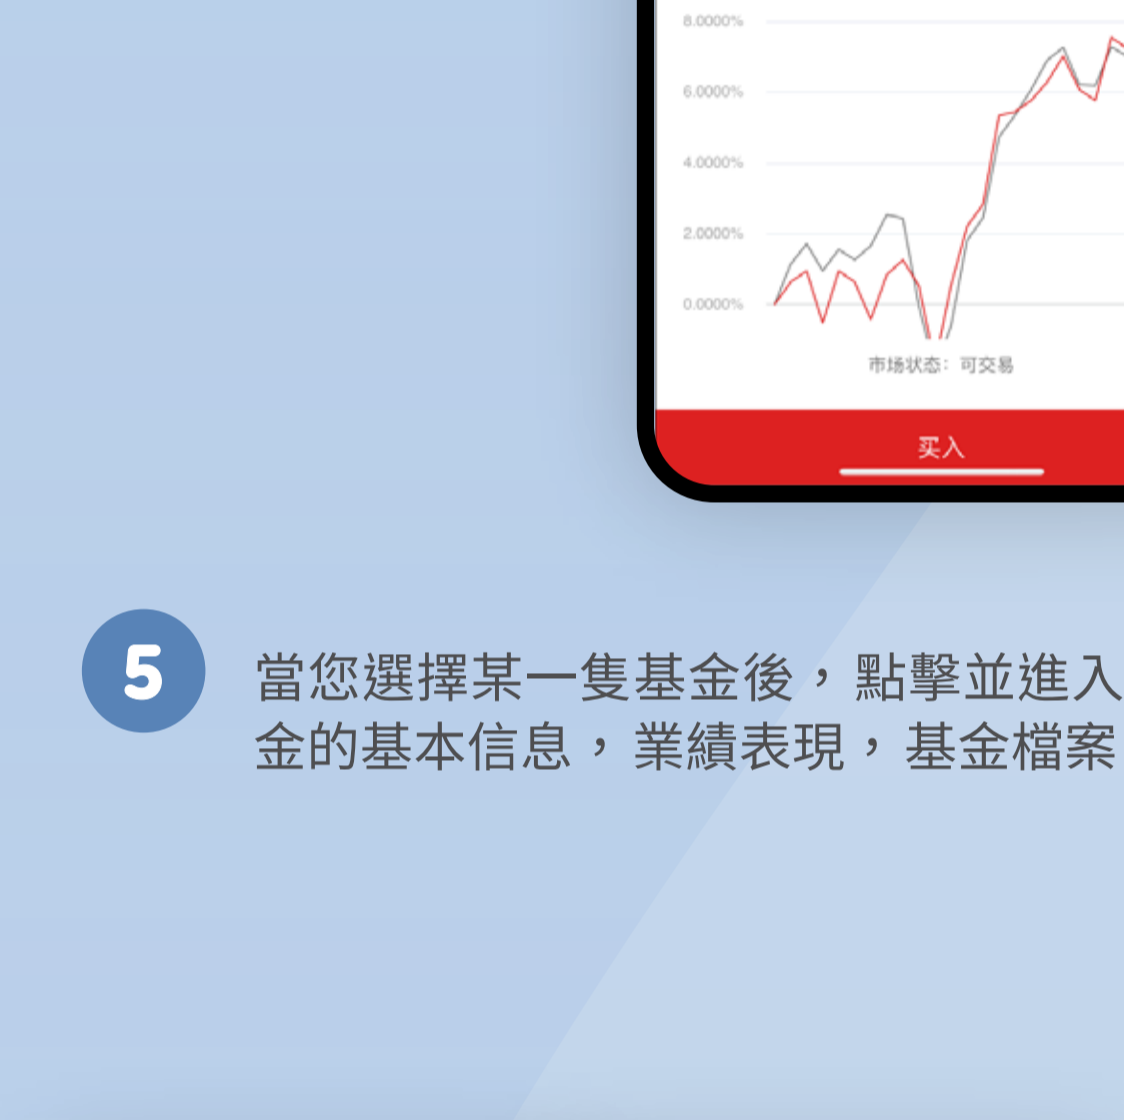 8.0000%
6.0000%
4.0000%
2.0000%
0.0000%
市场状态：可交易
买入
5
當您選擇某一隻基金後，點擊並進入
金的基本信息，業績表現，基金檔案